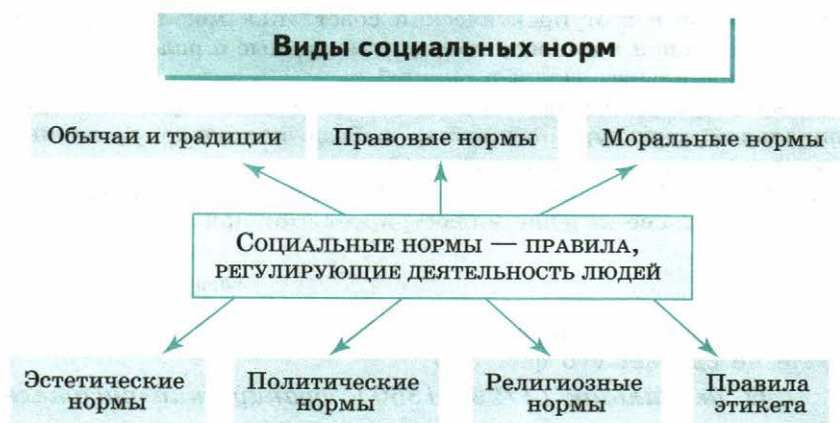 Виды социальных норм
Обычаи и традиции
Правовые нормы
Моральные нормы
Социальные нормы — правила,
регулирующие деятельность людей
Эстетические
нормы
Политические
нормы
Религиозные
нормы
Правила
этикета